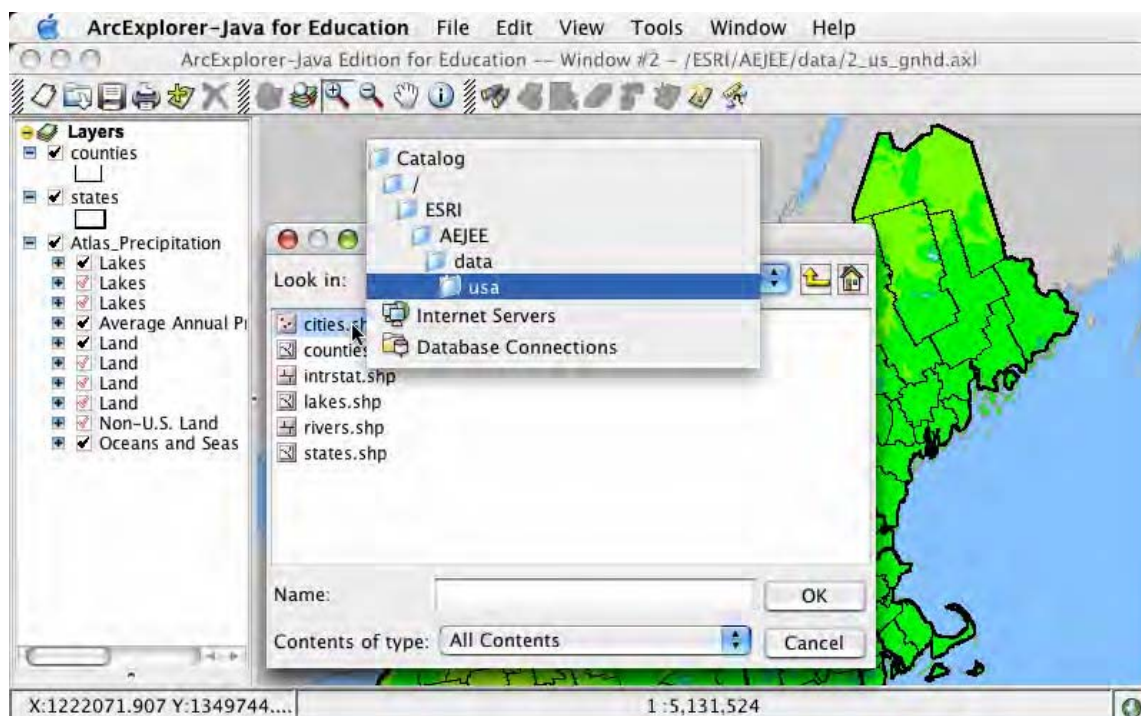 ArcExplorer-Java for Education File Edit View Tools Window Help
ArcExplorer-Java Edition for Education -- Window #2 - /ESRI/AEJEE/data/2_us_gnhd.axl
Layers
counties
states
Atlas_Precipitation
Lakes
Lakes
Lakes
Average Annual
Land
Land
Land
Land
Non-U.S. Land
Oceans and Seas
Catalog
/
ESRI
AEJEE
data
usa
Internet Servers
Database Connections
Look in:
intrstat.shp
lakes.shp
rivers.shp
states.shp
Name:
OK
Contents of type: All Contents
Cancel
X:1222071.907 Y:1349744....
1 :5,131,524